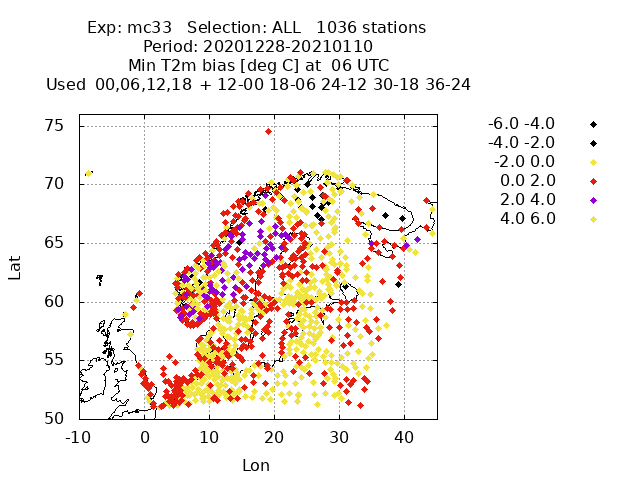 Exp: mc33   Selection: ALL   1036 stations
Period: 20201228-20210110
Min T2m bias [deg C] at  06 UTC
Used  00,06,12,18  + 12-00 18-06 24-12 30-18 36-24
-6.0 -4.0
-4.0 -2.0
-2.0 0.0
0.0 2.0
2.0 4.0
4.0 6.0
75
70
65
60
55
50
Lat
-10 0 10 20 30 40
Lon